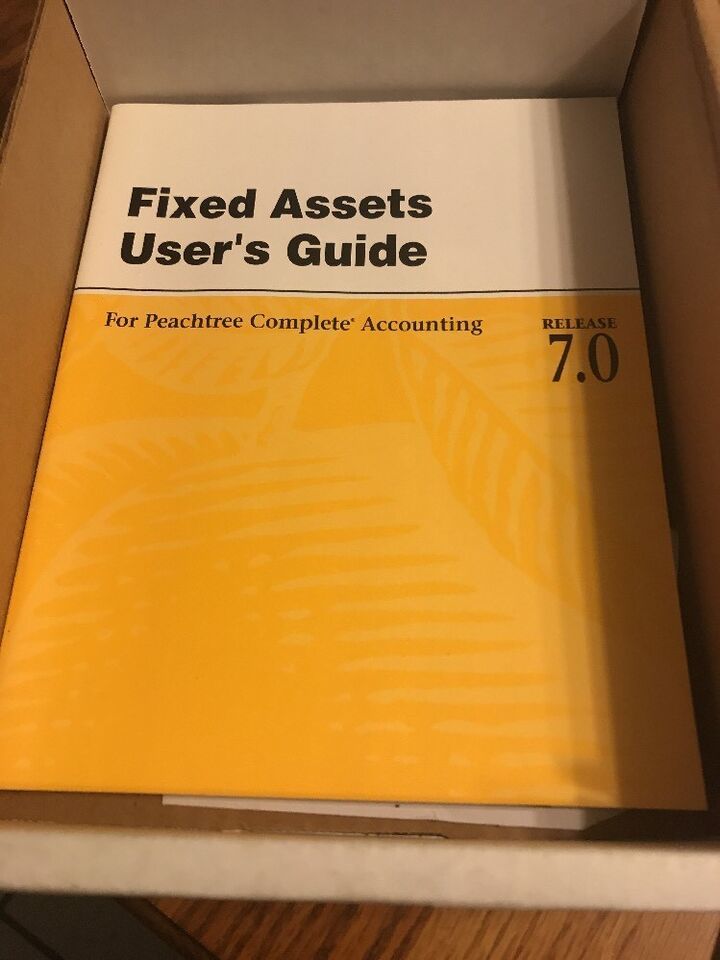 Fixed Assets
User's Guide
For Peachtree Complete® Accounting
RELEASE
7.0